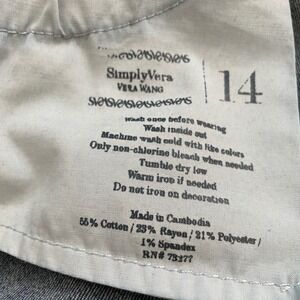 SimplyVera
VERA WANG
14
Wash once before wearing
Wash inside out
Machine wash cold with like colors
Only non-chlorine bleach when needed
Tumble dry low
Warm iron if needed
Do not iron on decoration
Made in Cambodia
55% Cotton / 23% Rayon / 21% Polyester /
1% Spandex
RN# 73277